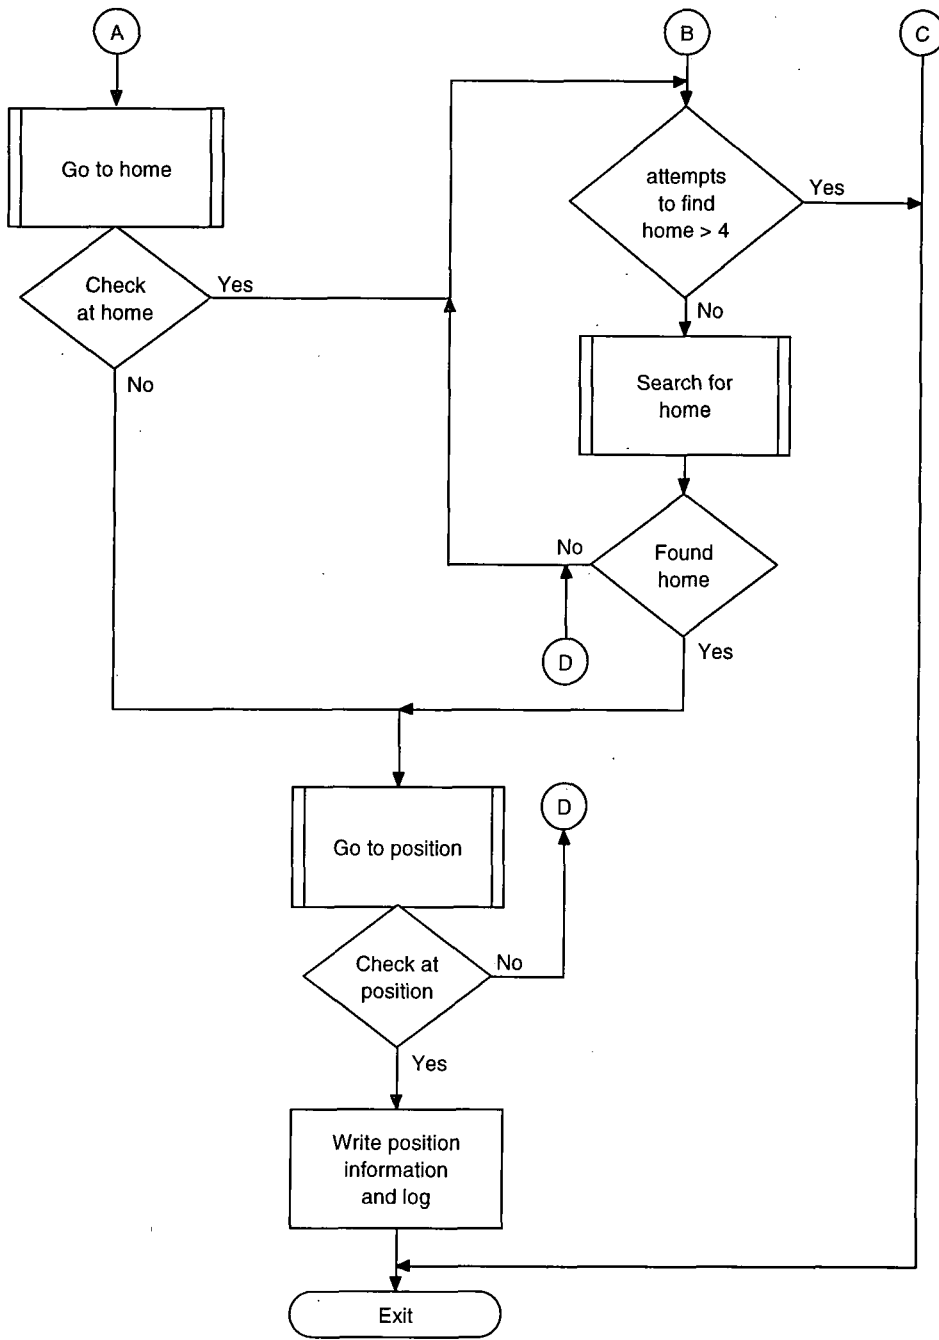 A
B
C
Go to home
attempts
to find
home > 4
Yes
Check
at home
Yes
No
No
Search for
home
Found
home
No
Yes
D
Go to position
D
Check at
position
No
Yes
Write position
information
and log
Exit